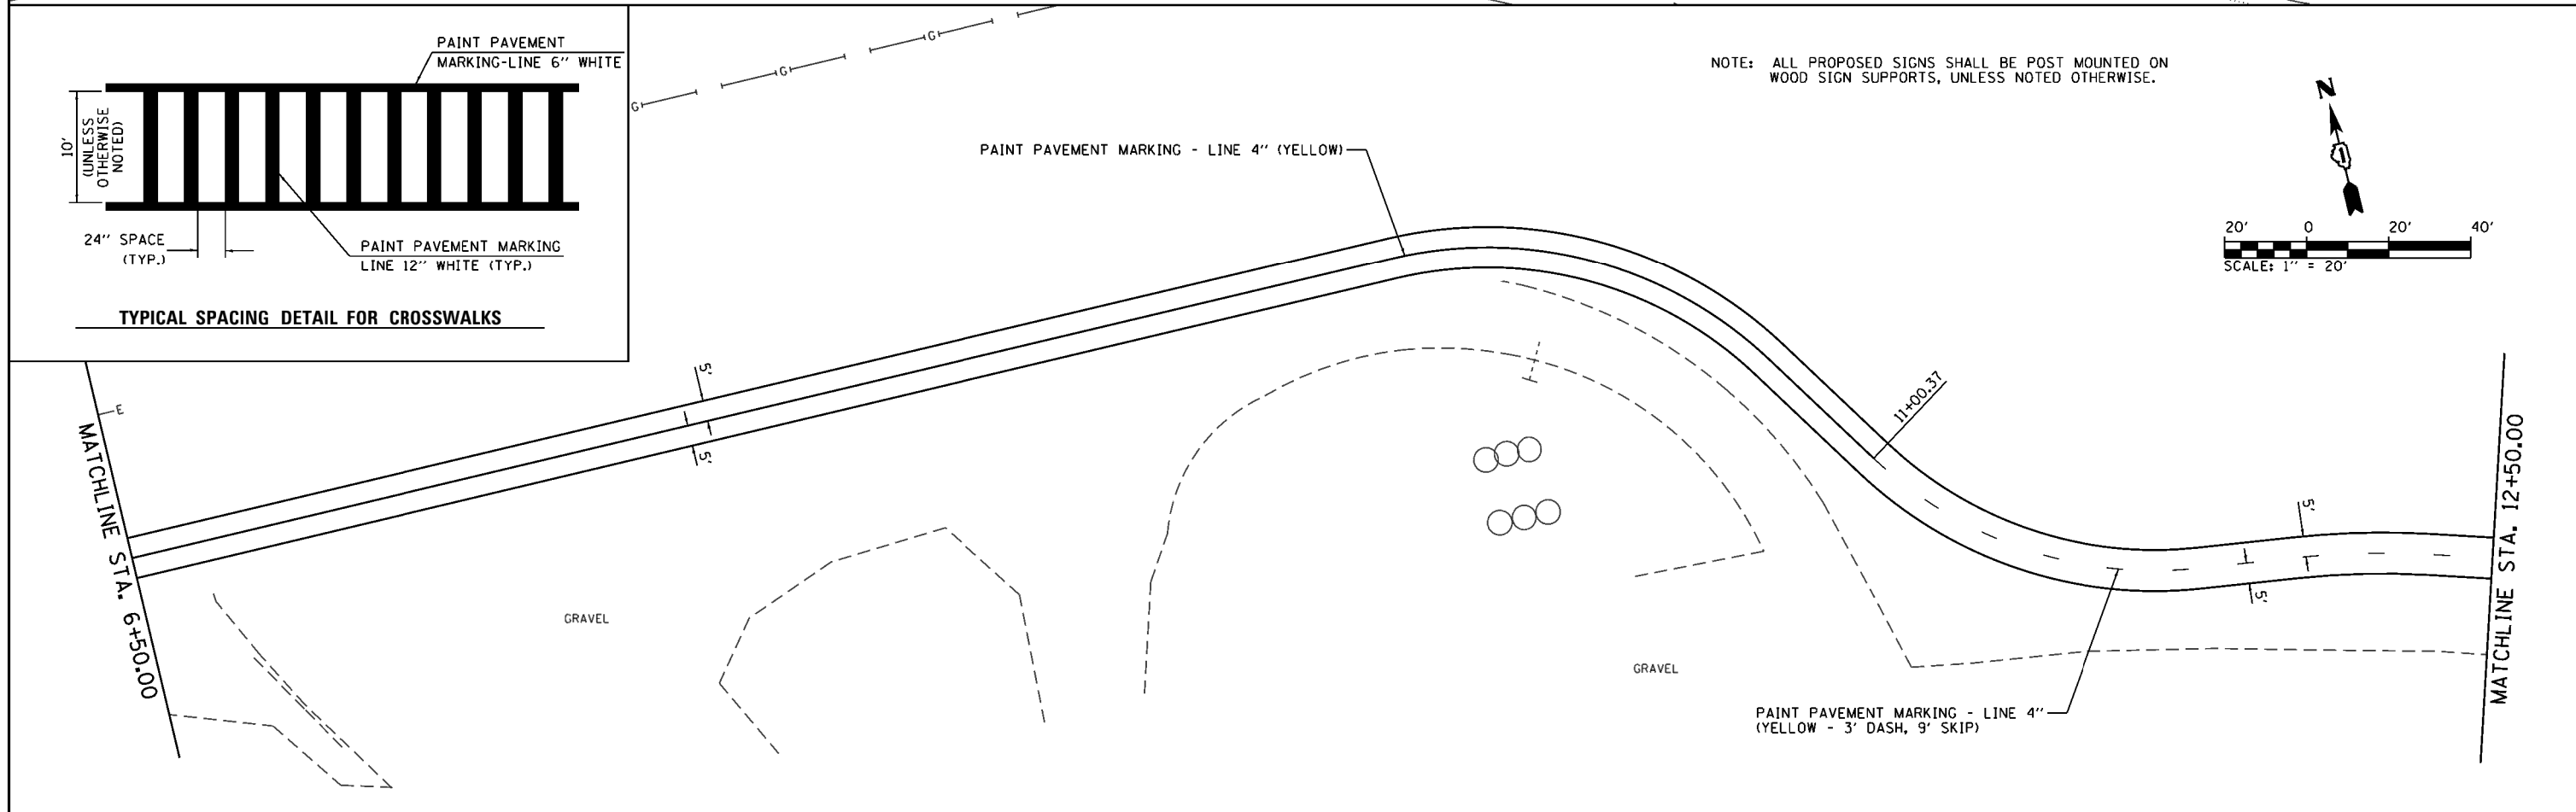 PAINT PAVEMENT
MARKING-LINE 6" WHITE
10'
(UNLESS
OTHERWISE
NOTED)
24" SPACE
(TYP.)
PAINT PAVEMENT MARKING
LINE 12" WHITE (TYP.)
TYPICAL SPACING DETAIL FOR CROSSWALKS
G
G
G
NOTE: ALL PROPOSED SIGNS SHALL BE POST MOUNTED ON
WOOD SIGN SUPPORTS, UNLESS NOTED OTHERWISE.
N
1
20' 0 20' 40'
SCALE: 1" = 20'
PAINT PAVEMENT MARKING - LINE 4" (YELLOW)
E
MATCHLINE STA. 6+50.00
5'
5'
11+00.37
5'
5'
MATCHLINE STA. 12+50.00
GRAVEL
GRAVEL
PAINT PAVEMENT MARKING - LINE 4"
(YELLOW - 3' DASH, 9' SKIP)